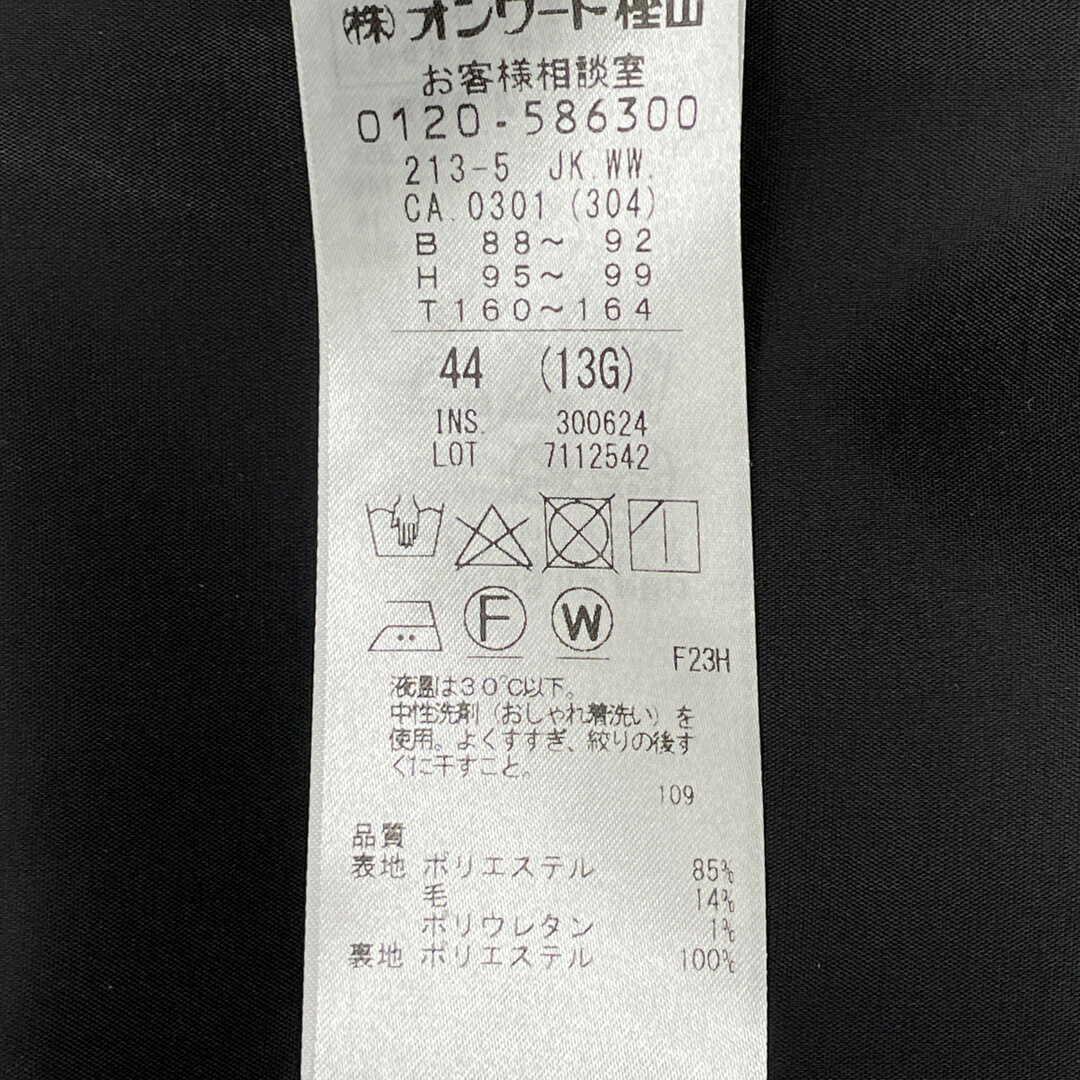 (株)オンワード樫山
お客様相談室
0120-586300
213-5 JK.WW.
CA.0301 (304)
B 88〜 92
H 95〜 99
T160〜164
44 (13G)
INS. 300624
LOT 7112542
F
W
F23H
液温は30℃以下。
中性洗剤(おしゃれ着洗い)を
使用。よくすすぎ、絞りの後す
ぐに干すこと。
109
品質
表地 ポリエステル 85%
毛 14%
ポリウレタン 1%
裏地 ポリエステル 100%